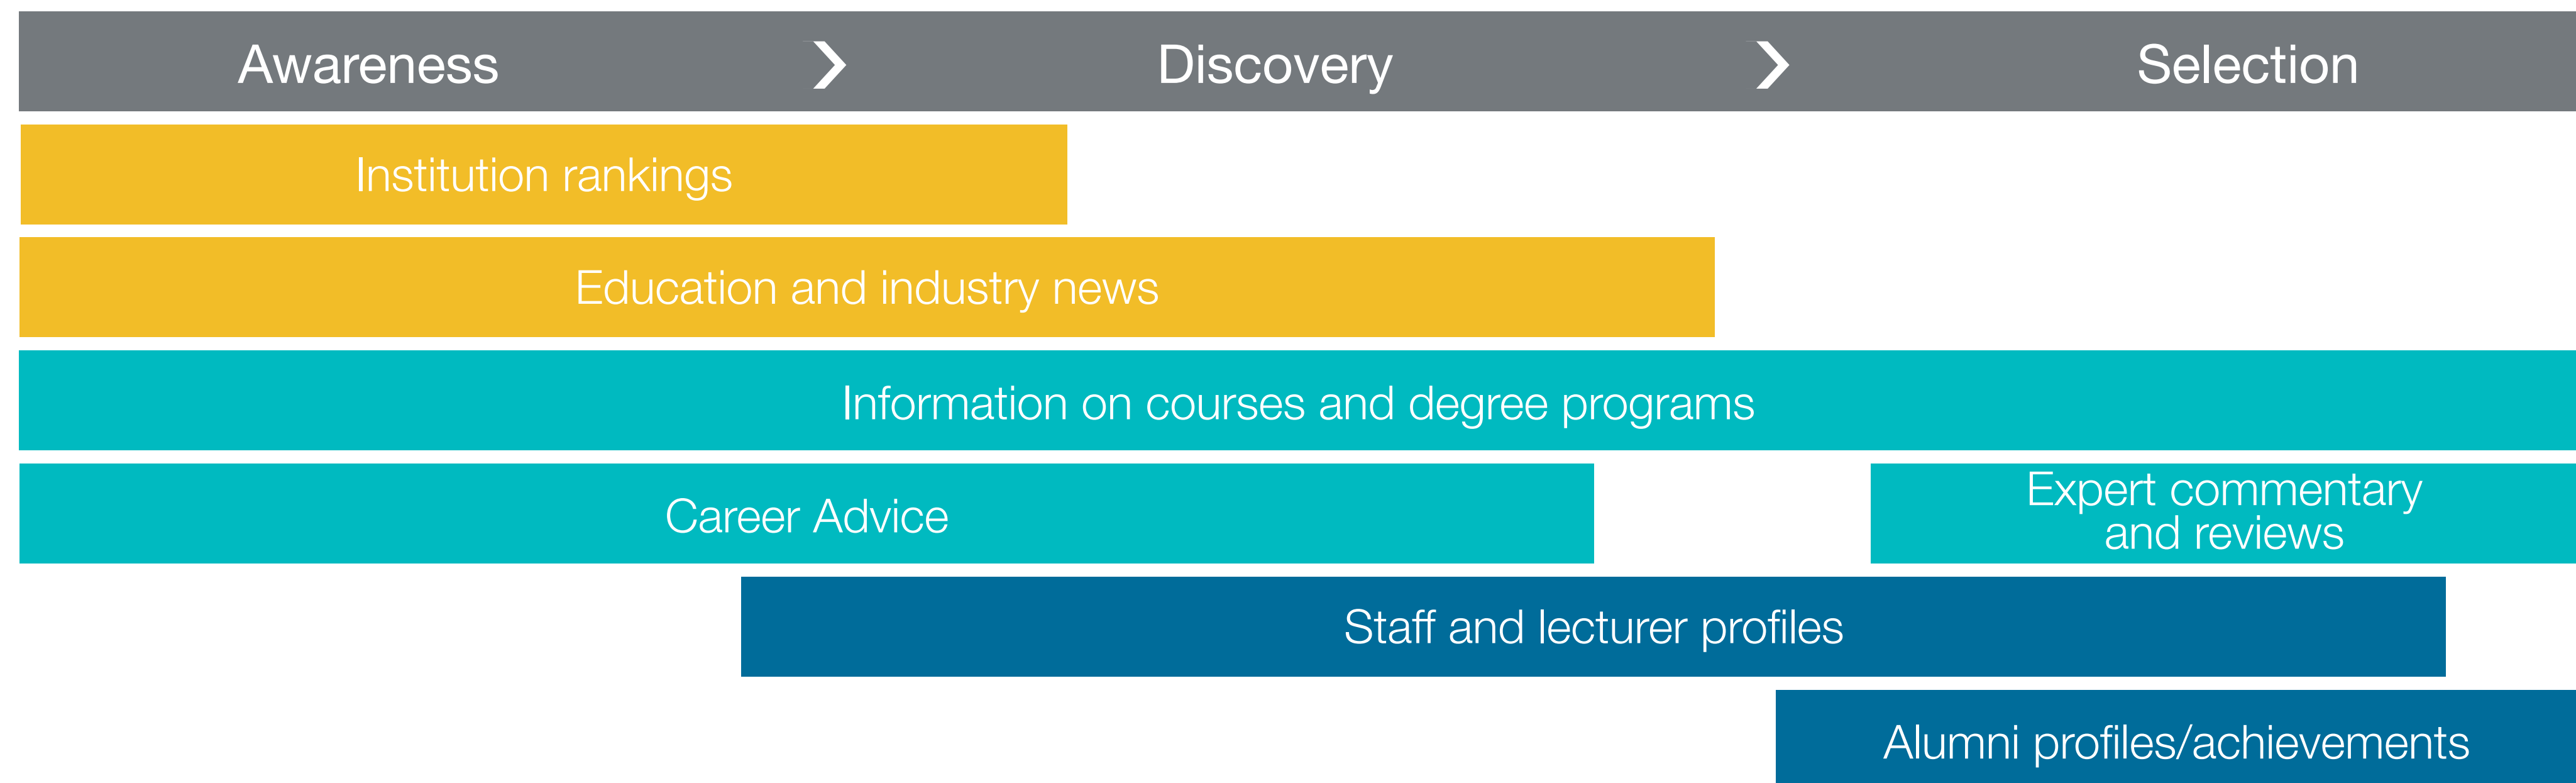 Awareness
Discovery
Selection
Institution rankings
Education and industry news
Information on courses and degree programs
Career Advice
Expert commentary
and reviews
Staff and lecturer profiles
Alumni profiles/achievements